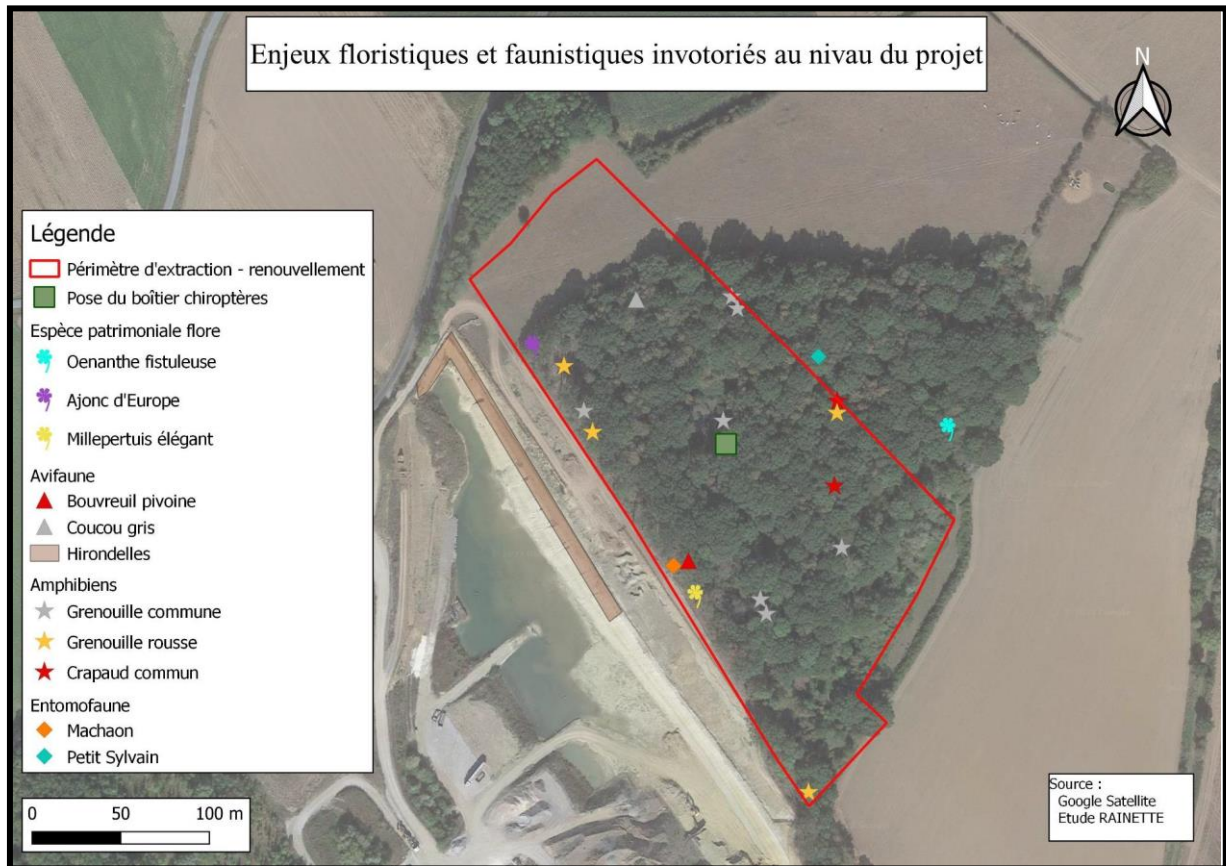 Enjeux floristiques et faunistiques invotoriés au nivau du projet
N
Légende
Périmètre d'extraction - renouvellement
Pose du boîtier chiroptères
Espèce patrimoniale flore
Oenanthe fistuleuse
Ajonc d'Europe
Millepertuis élégant
Avifaune
Bouvreuil pivoine
Coucou gris
Hirondelles
Amphibiens
Grenouille commune
Grenouille rousse
Crapaud commun
Entomofaune
Machaon
Petit Sylvain
0 50 100 m
Source :
Google Satellite
Etude RAINETTE